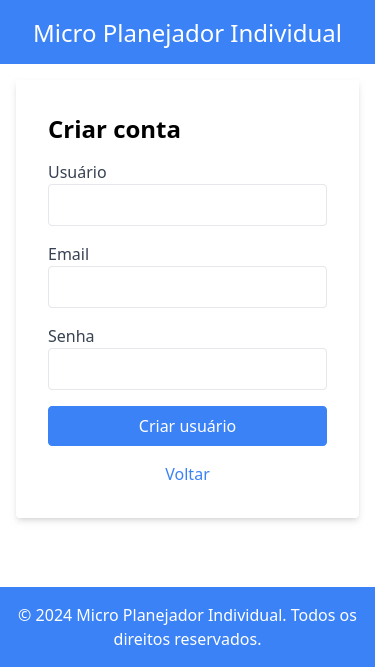 Micro Planejador Individual
Criar conta
Usuário
Email
Senha
Criar usuário
Voltar
© 2024 Micro Planejador Individual. Todos os
direitos reservados.